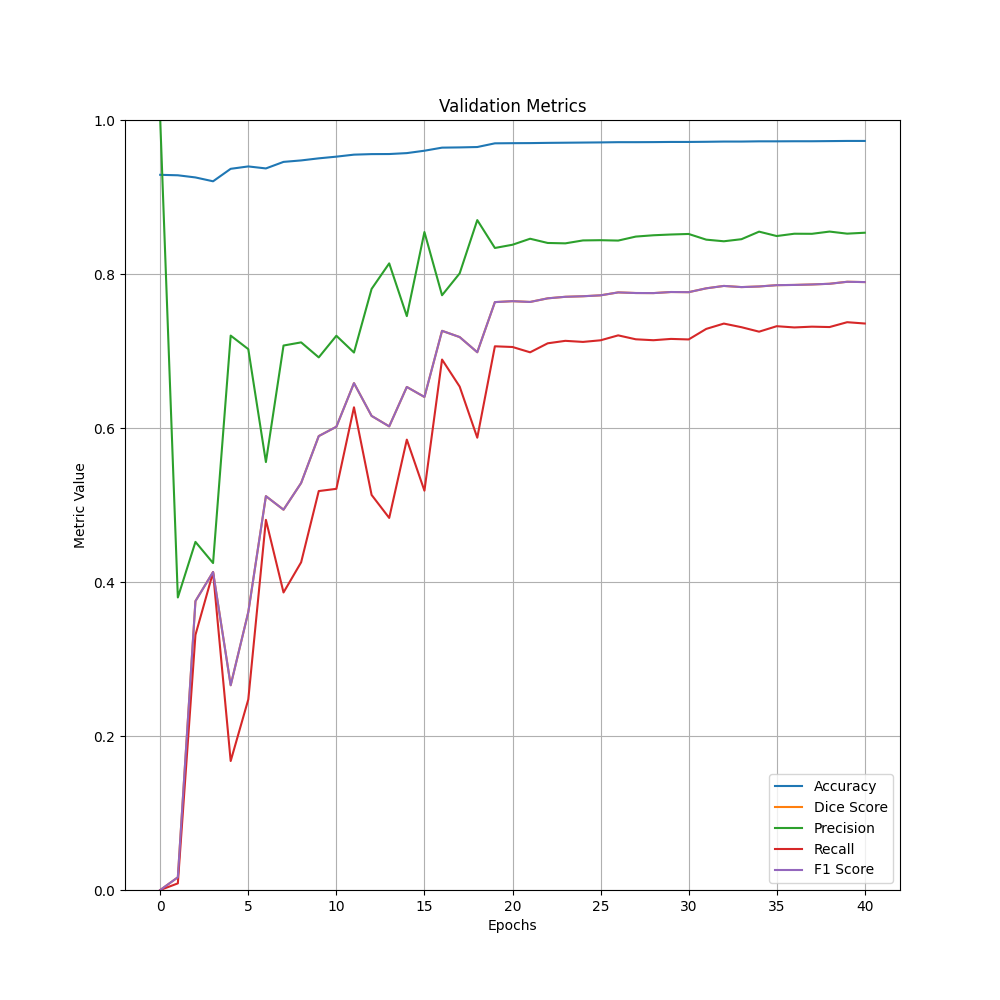 Validation Metrics
1.0
0.8
0.6
0.4
0.2
0.0
Metric Value
0 5 10 15 20 25 30 35 40
Epochs
Accuracy
Dice Score
Precision
Recall
F1 Score